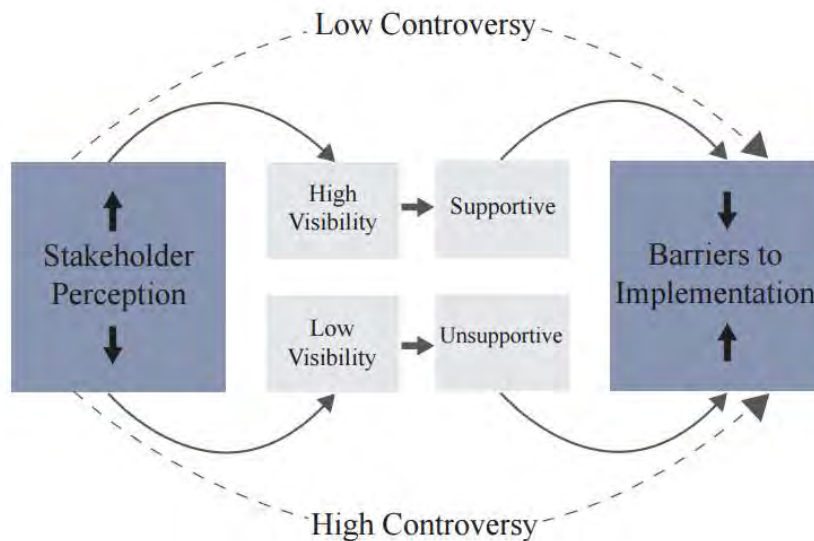 Low Controversy
Stakeholder
Perception
High
Visibility
Supportive
Barriers to
Implementation
Low
Visibility
Unsupportive
High Controversy